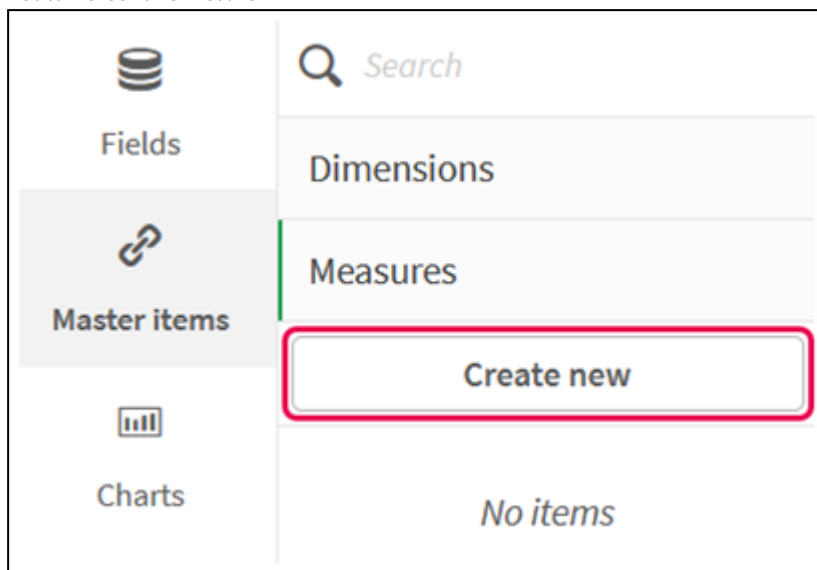 Fields
Master items
Charts
Search
Dimensions
Measures
Create new
No items